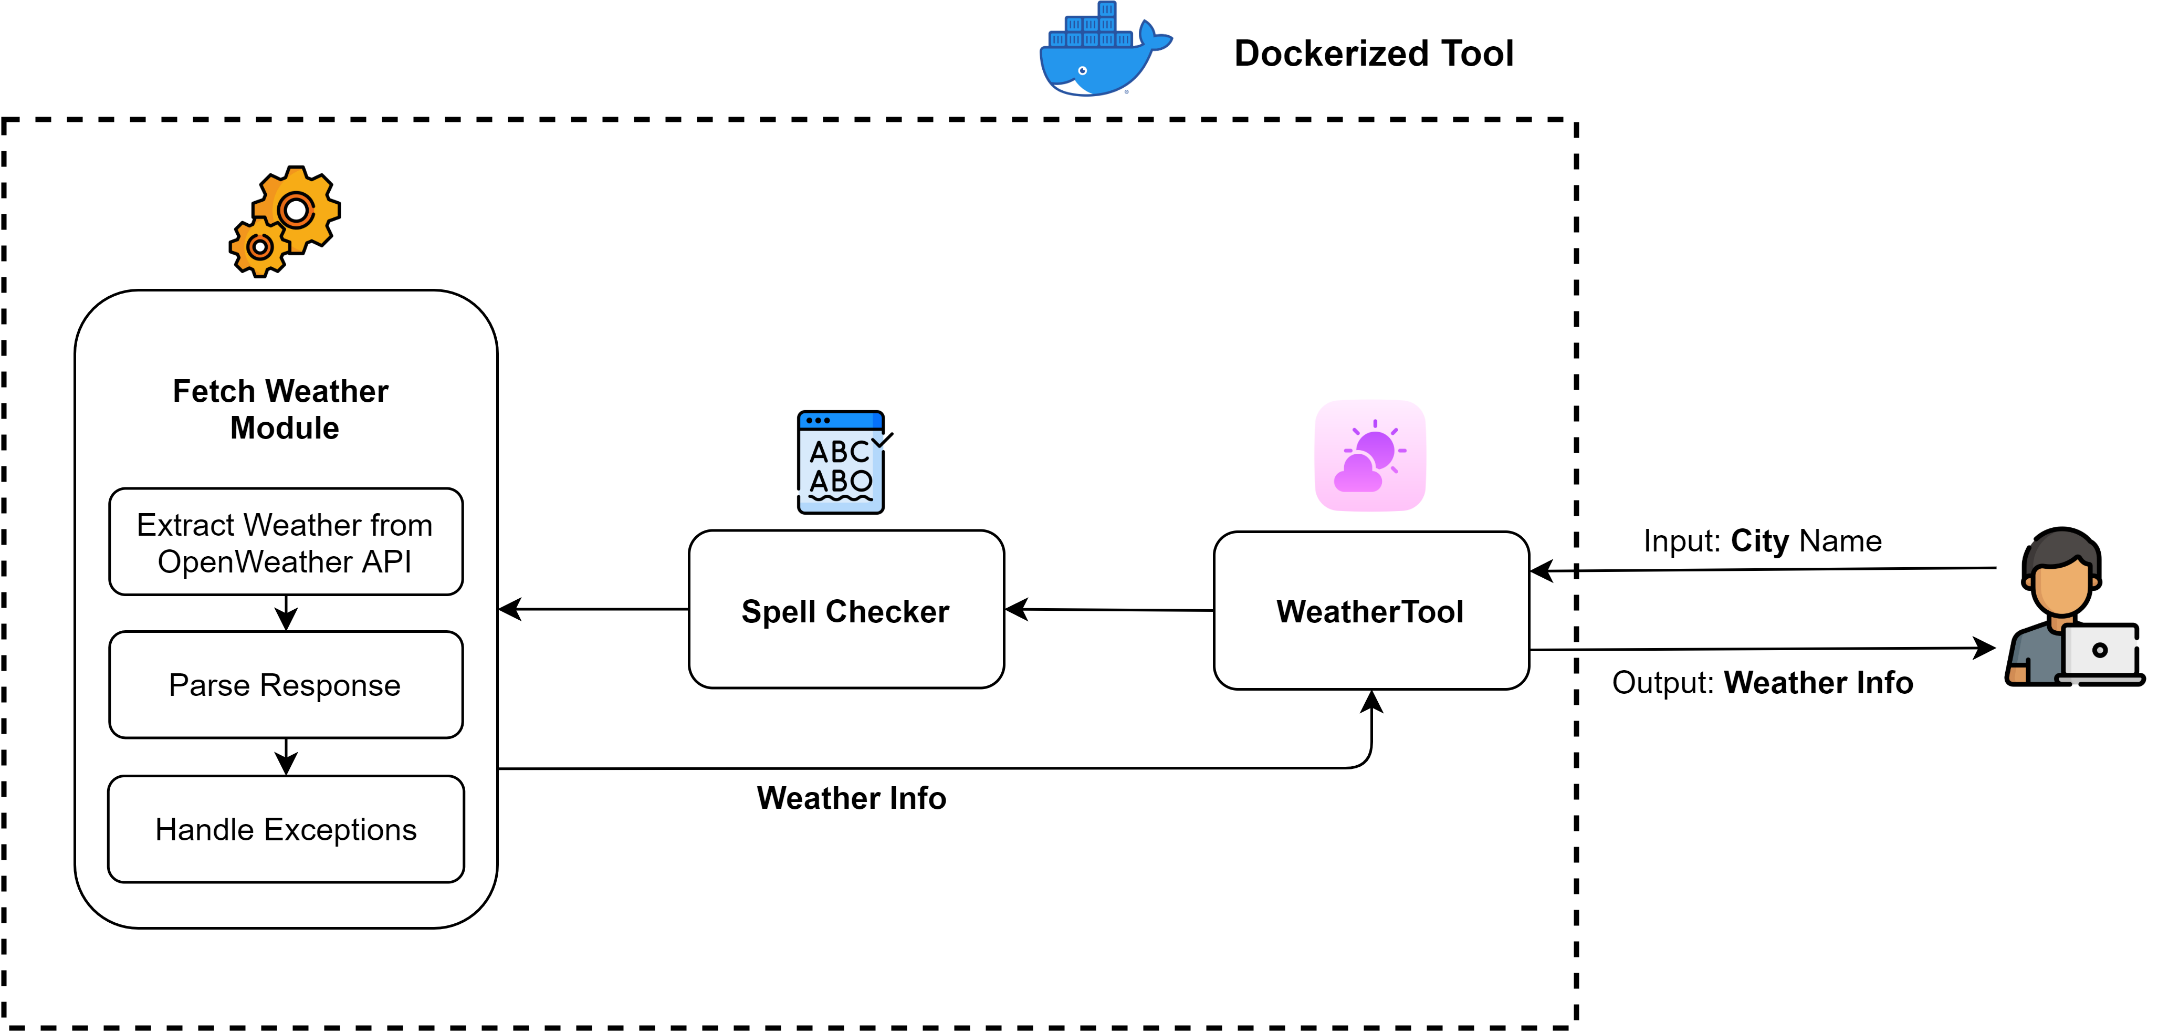 Dockerized Tool
Fetch Weather
Module
Extract Weather from
OpenWeather API
Parse Response
Handle Exceptions
ABC
ABO
Spell Checker
WeatherTool
Weather Info
Input: City Name
Output: Weather Info